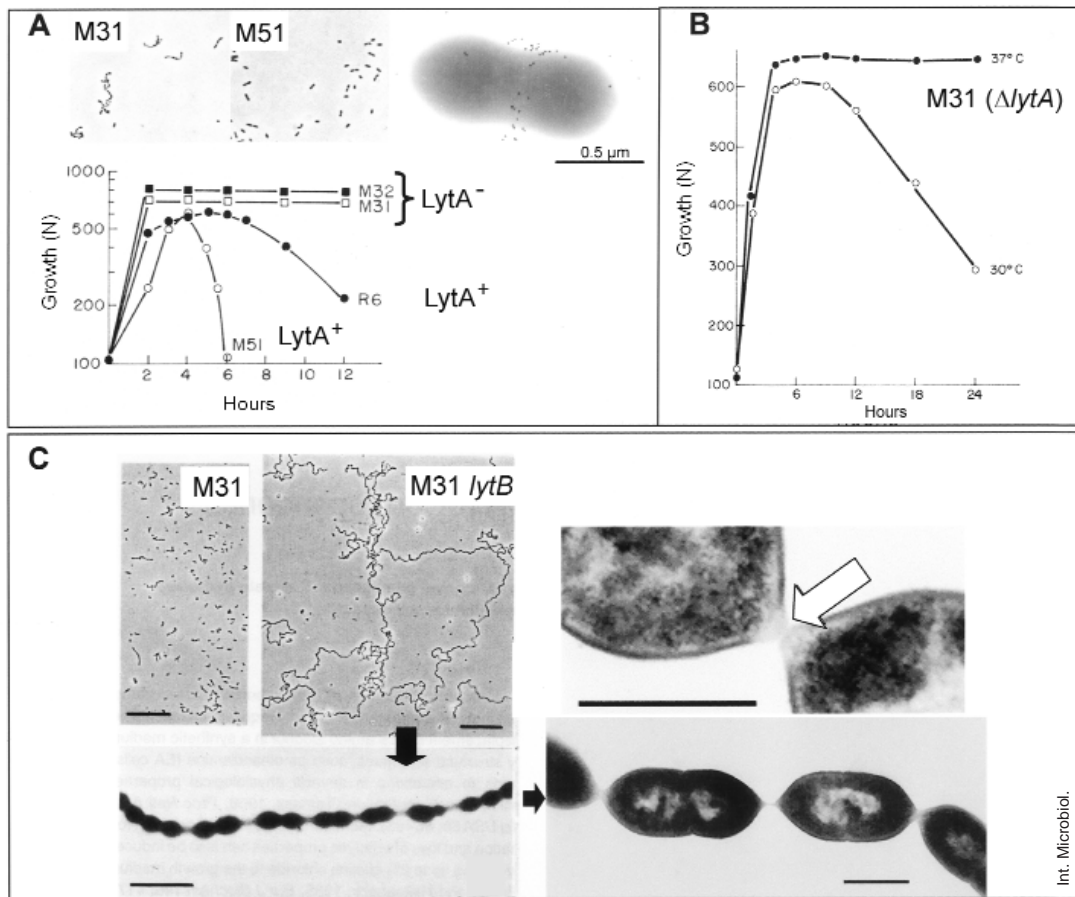 A
M31
M51
0.5 µm
1000
500
200
100
Growth (N)
2
4
6
8
10
12
Hours
M32
M31
LytA⁻
R6
LytA⁺
LytA⁺
M51
B
600
500
400
300
200
100
Growth (N)
6
12
18
24
Hours
37° C
M31 (ΔlytA)
30° C
C
M31
M31 lytB
Int. Microbiol.